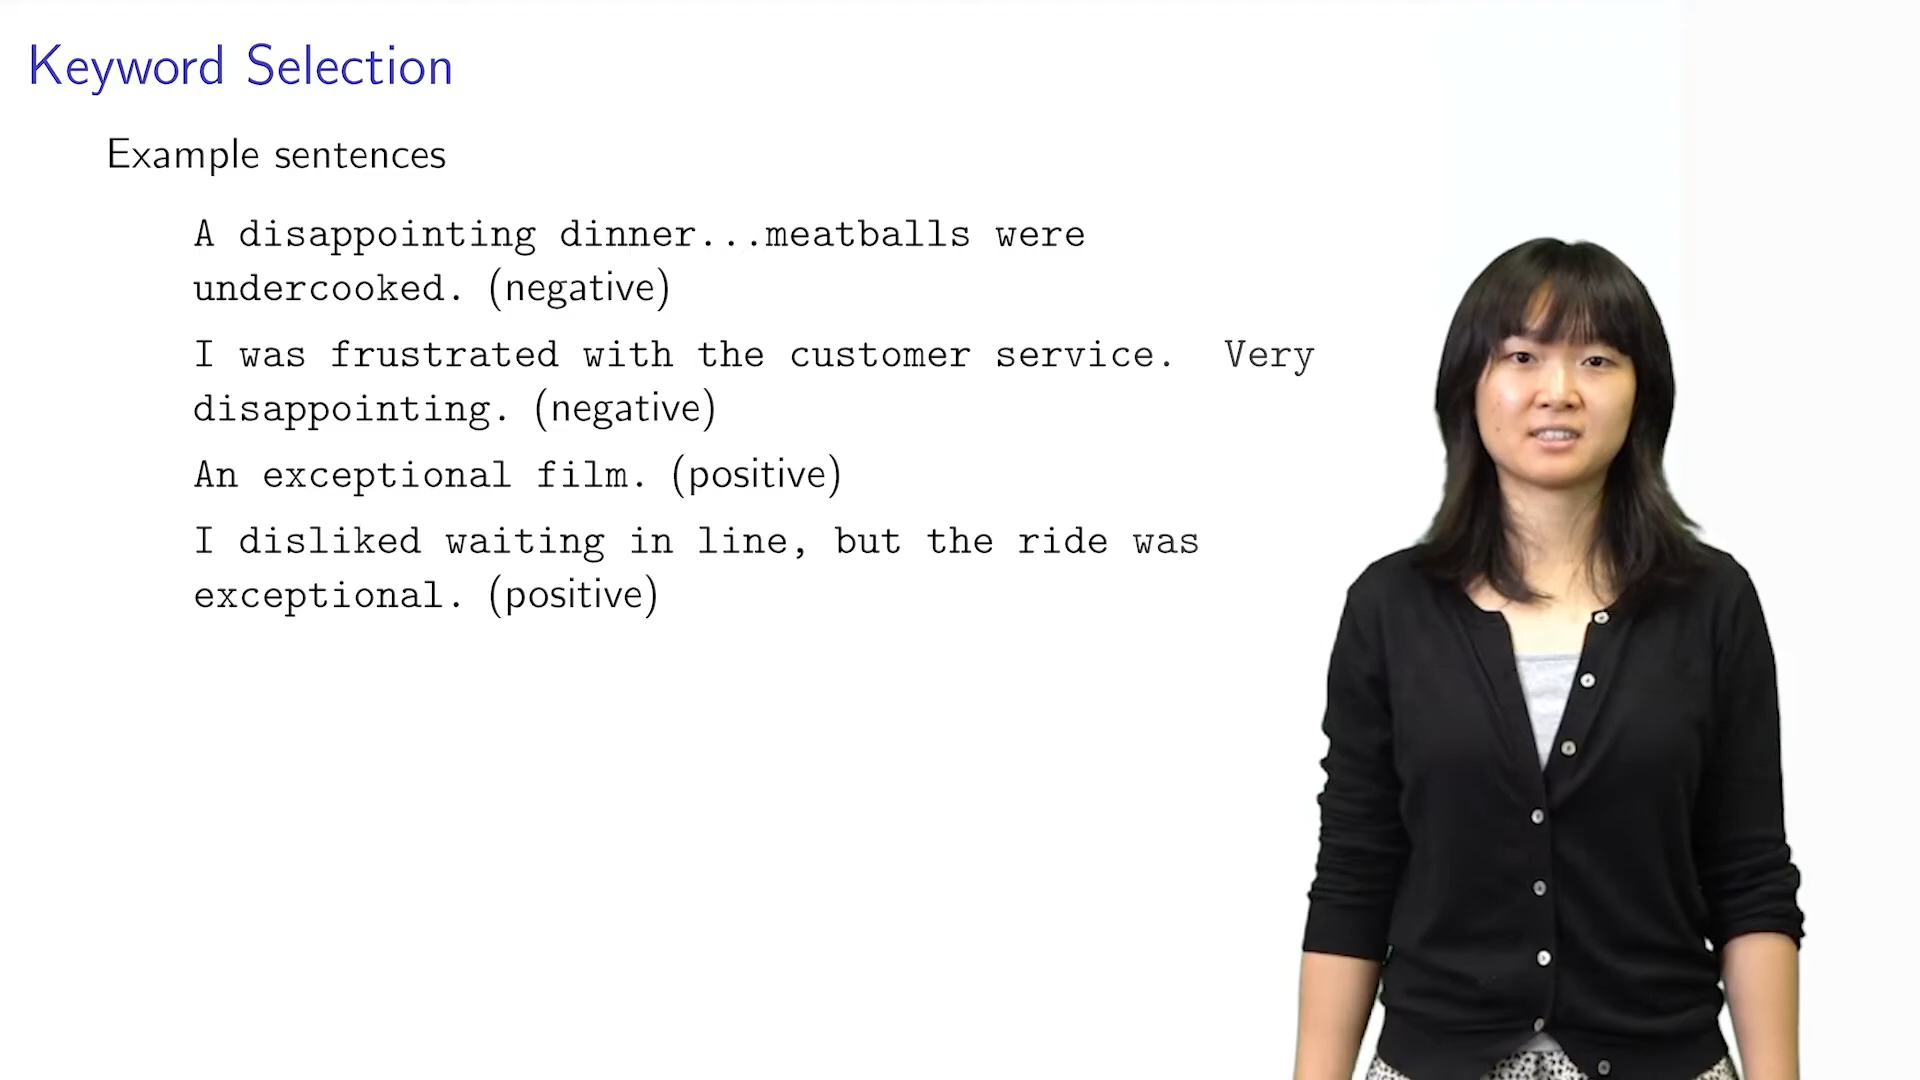 Keyword Selection
Example sentences
A disappointing dinner...meatballs were
undercooked. (negative)
I was frustrated with the customer service. Very
disappointing. (negative)
An exceptional film. (positive)
I disliked waiting in line, but the ride was
exceptional. (positive)